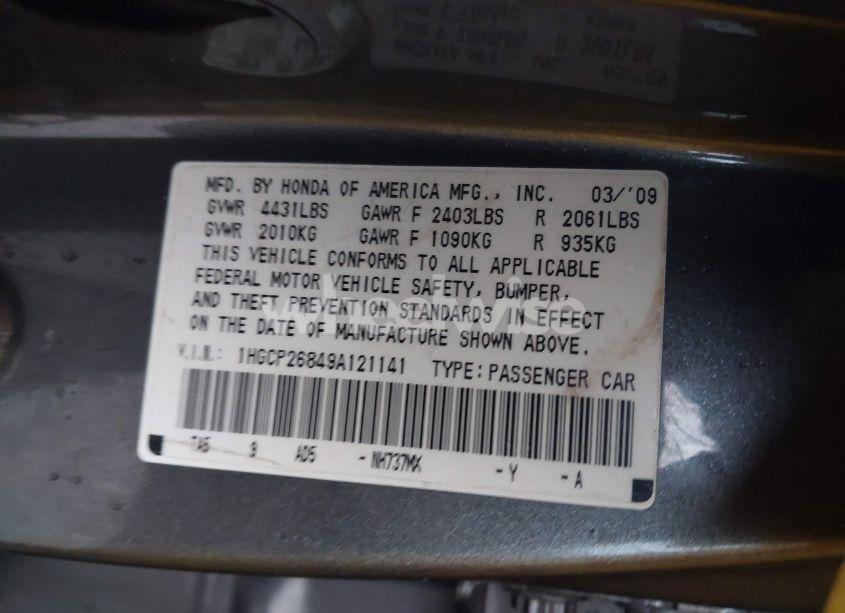 MFD. BY HONDA OF AMERICA MFG., INC. 03/'09
GVWR 4431LBS GAWR F 2403LBS R 2061LBS
GVWR 2010KG GAWR F 1090KG R 935KG
THIS VEHICLE CONFORMS TO ALL APPLICABLE
FEDERAL MOTOR VEHICLE SAFETY, BUMPER,
AND THEFT PREVENTION STANDARDS IN EFFECT
ON THE DATE OF MANUFACTURE SHOWN ABOVE.
V.I.N.: 1HGCP26849A121141 TYPE: PASSENGER CAR
TA5 9 AD5 -NH737MX -Y -A